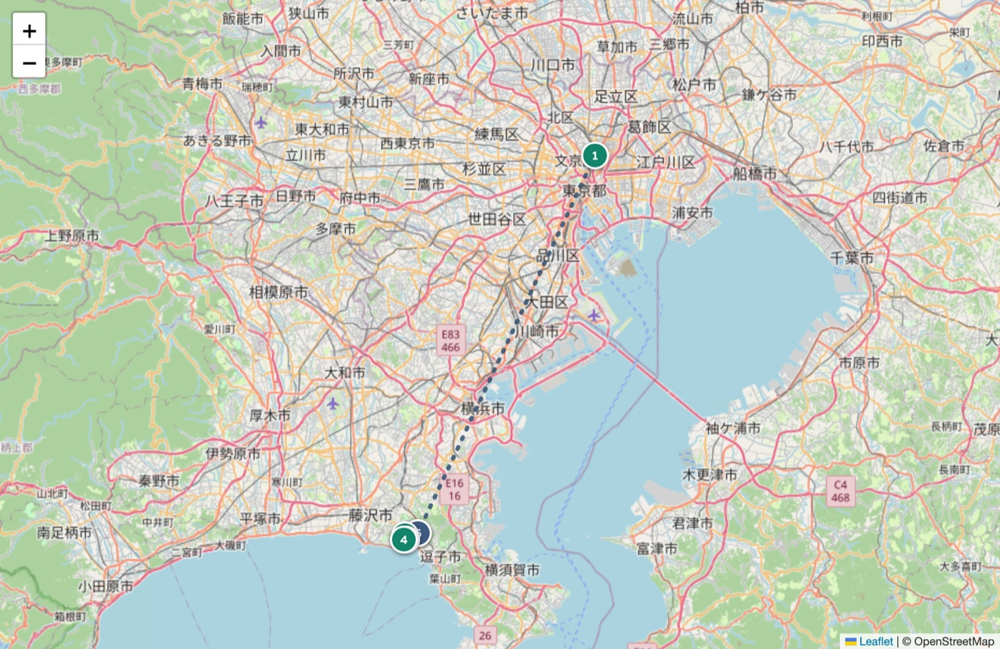 +
−
飯能市
狭山市
さいたま市
流山市
柏市
利根町
栄町
印西市
入間市
三芳町
草加市
三郷市
川口市
奥多摩町
西多摩郡
青梅市
瑞穂町
所沢市
新座市
足立区
松戸市
鎌ケ谷市
東村山市
北区
葛飾区
練馬区
東大和市
西東京市
あきる野市
立川市
八千代市
佐倉市
1
文京
江戸川区
杉並区
船橋市
三鷹市
東京都
八王子市
日野市
府中市
四街道市
浦安市
世田谷区
多摩市
上野原市
品川区
千葉市
相模原市
大田区
愛川町
川崎市
E83
466
大
市原市
大和市
横浜市
厚木市
袖ケ浦市
長柄町
茂原
足柄上郡
伊勢原市
長南町
木更津市
秦野市
寒川町
E16
16
C4
468
山北町
松田町
中井町
平塚市
藤沢市
君津市
南足柄市
4
大磯町
二宮町
逗子市
富津市
葉山町
横須賀市
大多喜町
小田原市
箱根町
26
Leaflet | © OpenStreetMap